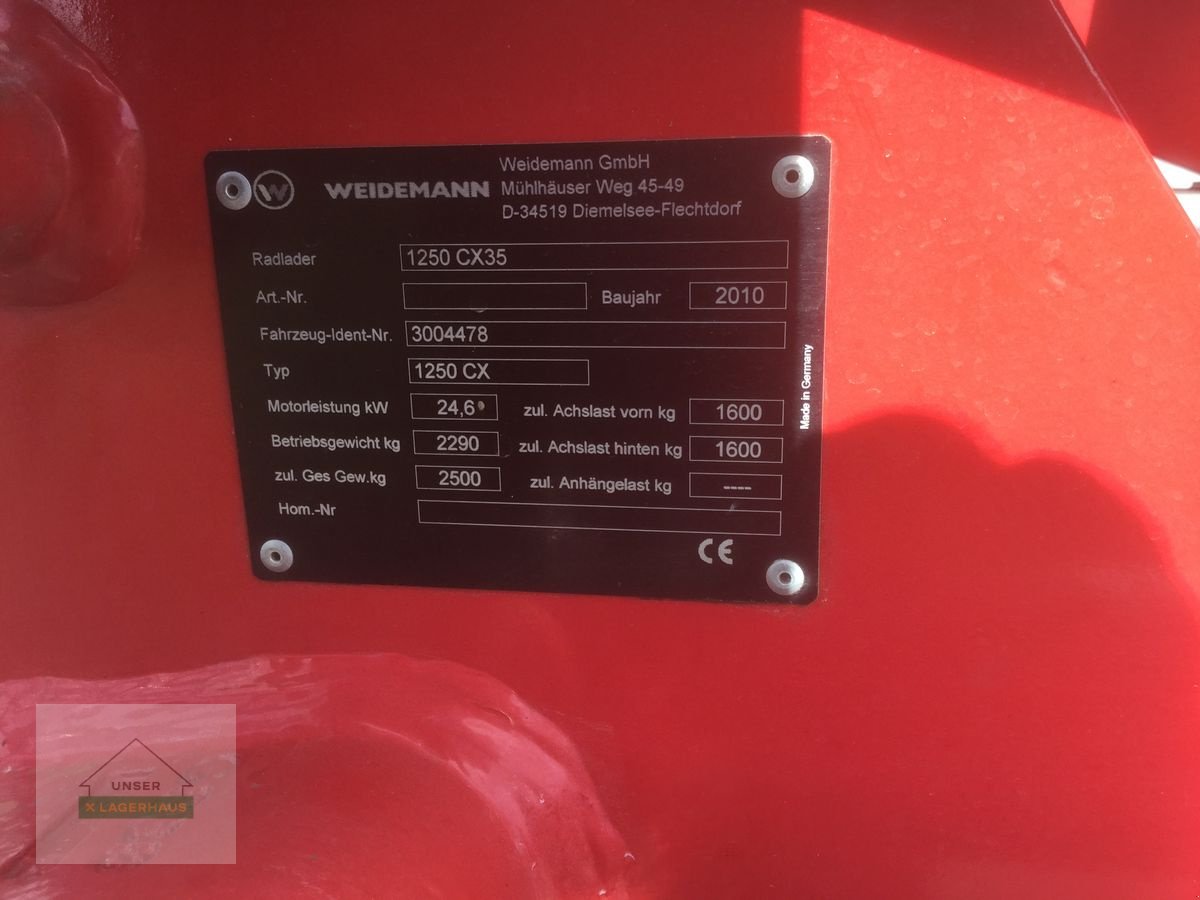 W WEIDEMANN
Weidemann GmbH
Mühlhäuser Weg 45-49
D-34519 Diemelsee-Flechtdorf
Radlader 1250 CX35
Art.-Nr. Baujahr 2010
Fahrzeug-Ident-Nr. 3004478
Typ 1250 CX
Motorleistung kW 24,6 zul. Achslast vorn kg 1600
Betriebsgewicht kg 2290 zul. Achslast hinten kg 1600
zul. Ges Gew.kg 2500 zul. Anhängelast kg ----
Hom.-Nr
CE
Made in Germany
UNSER
X LAGERHAUS